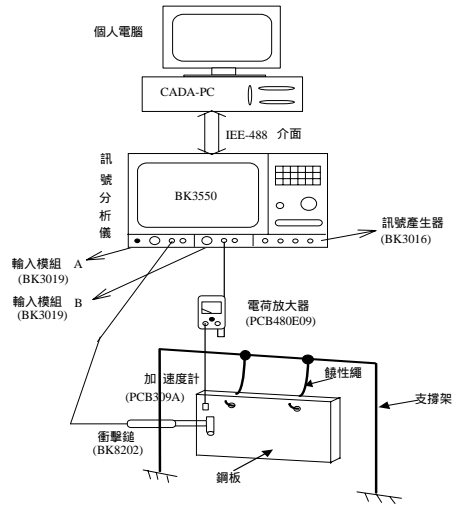 個人電腦
CADA-PC
IEE-488 介面
訊號分析儀
BK3550
訊號產生器
(BK3016)
輸入模組 A
(BK3019)
輸入模組 B
(BK3019)
電荷放大器
(PCB480E09)
加速度計
(PCB309A)
饒性繩
支撐架
衝擊鎚
(BK8202)
鋼板